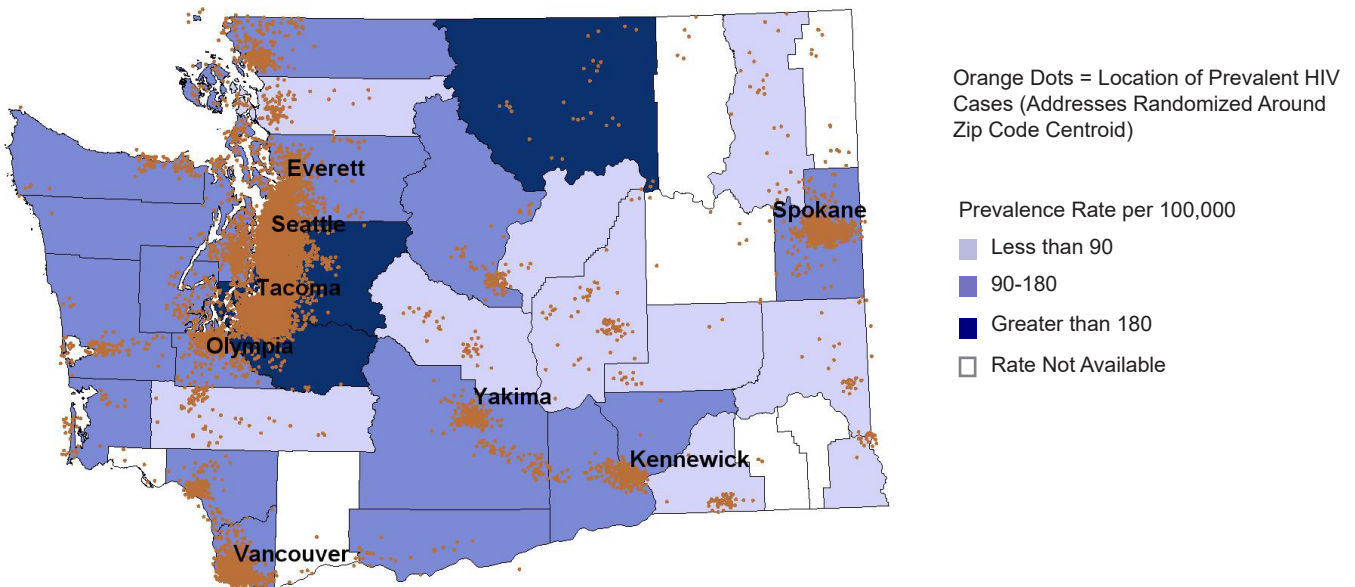 Everett
Seattle
Tacoma
Olympia
Yakima
Kennewick
Vancouver
Spokane
Orange Dots = Location of Prevalent HIV
Cases (Addresses Randomized Around
Zip Code Centroid)
Prevalence Rate per 100,000
Less than 90
90-180
Greater than 180
Rate Not Available